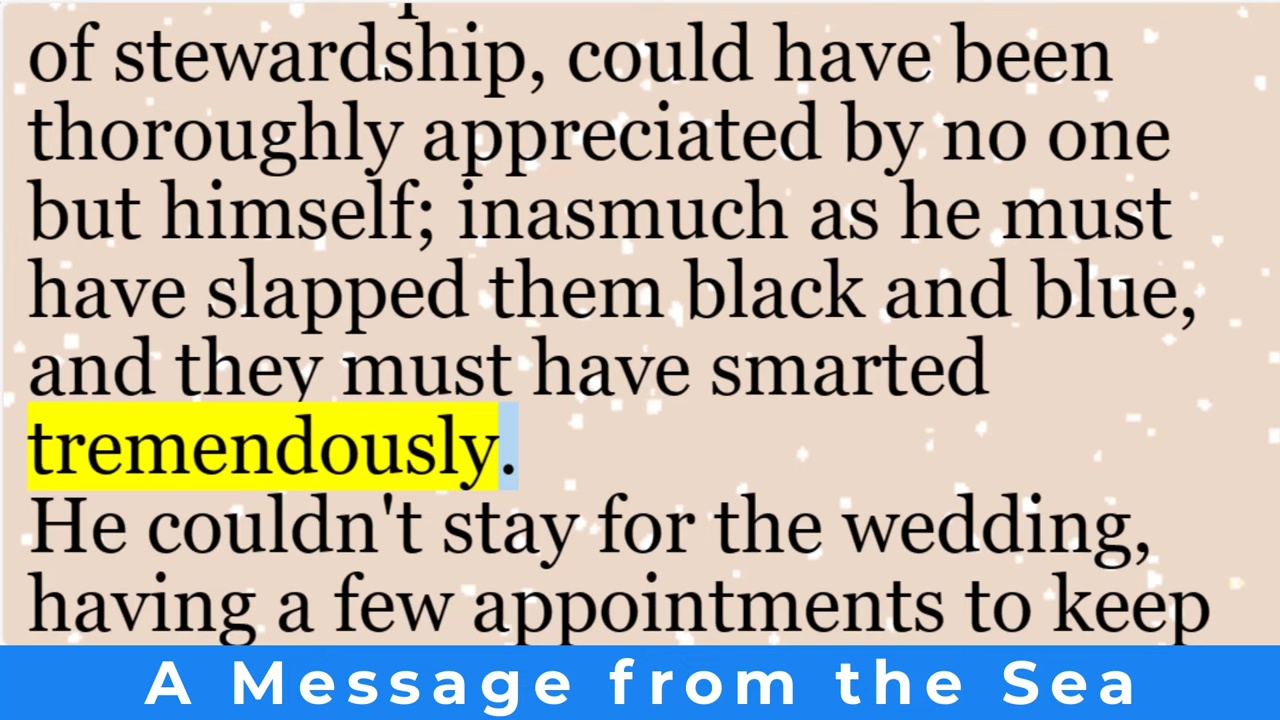 of stewardship, could have been
thoroughly appreciated by no one
but himself; inasmuch as he must
have slapped them black and blue,
and they must have smarted
tremendously.
He couldn't stay for the wedding,
having a few appointments to keep
A Message from the Sea